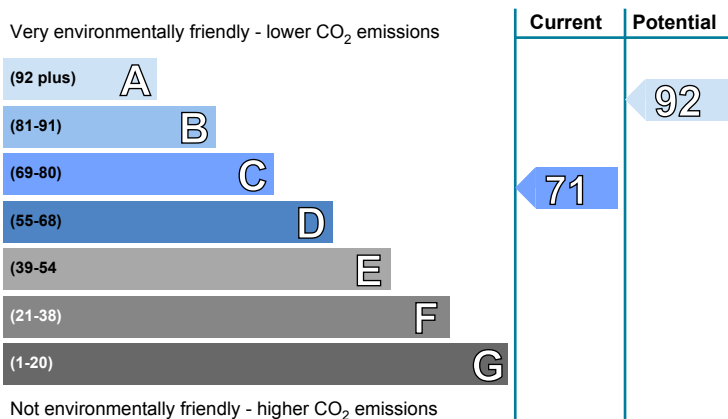 Very environmentally friendly - lower CO2 emissions
Current
Potential
(92 plus) A
(81-91) B
(69-80) C
(55-68) D
(39-54 E
(21-38) F
(1-20) G
92
71
Not environmentally friendly - higher CO2 emissions